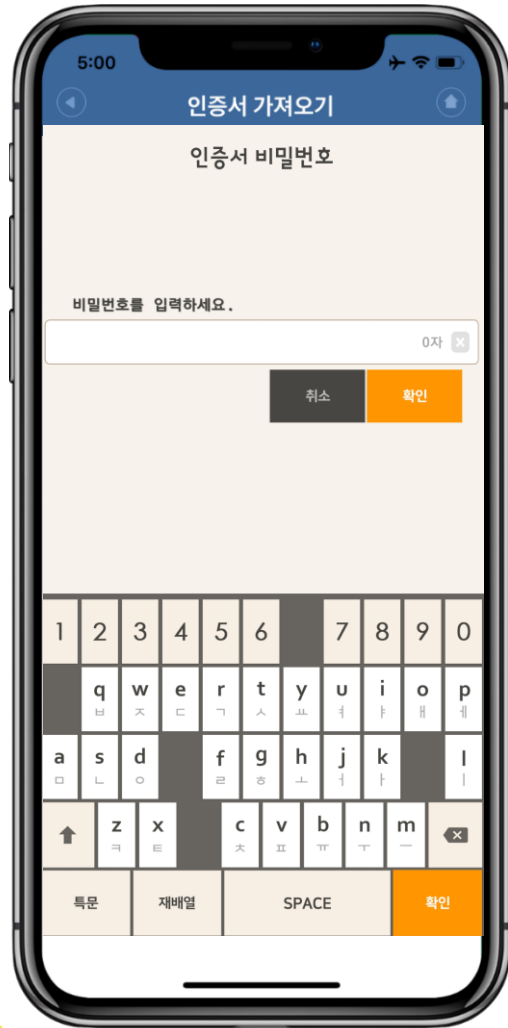 5:00
인증서 가져오기
인증서 비밀번호
비밀번호를 입력하세요.
0자
취소 확인
1 2 3 4 5 6 7 8 9 0
q w e r t y u i o p
ㅂ ㅈ ㄷ ㄱ ㅅ ㅛ ㅕ ㅑ ㅐ ㅔ
a s d f g h j k l
ㅁ ㄴ ㅇ ㄹ ㅎ ㅗ ㅓ ㅏ ㅣ
z x c v b n m
ㅋ ㅌ ㅊ ㅍ ㅠ ㅜ ㅡ
특문 재배열 SPACE 확인